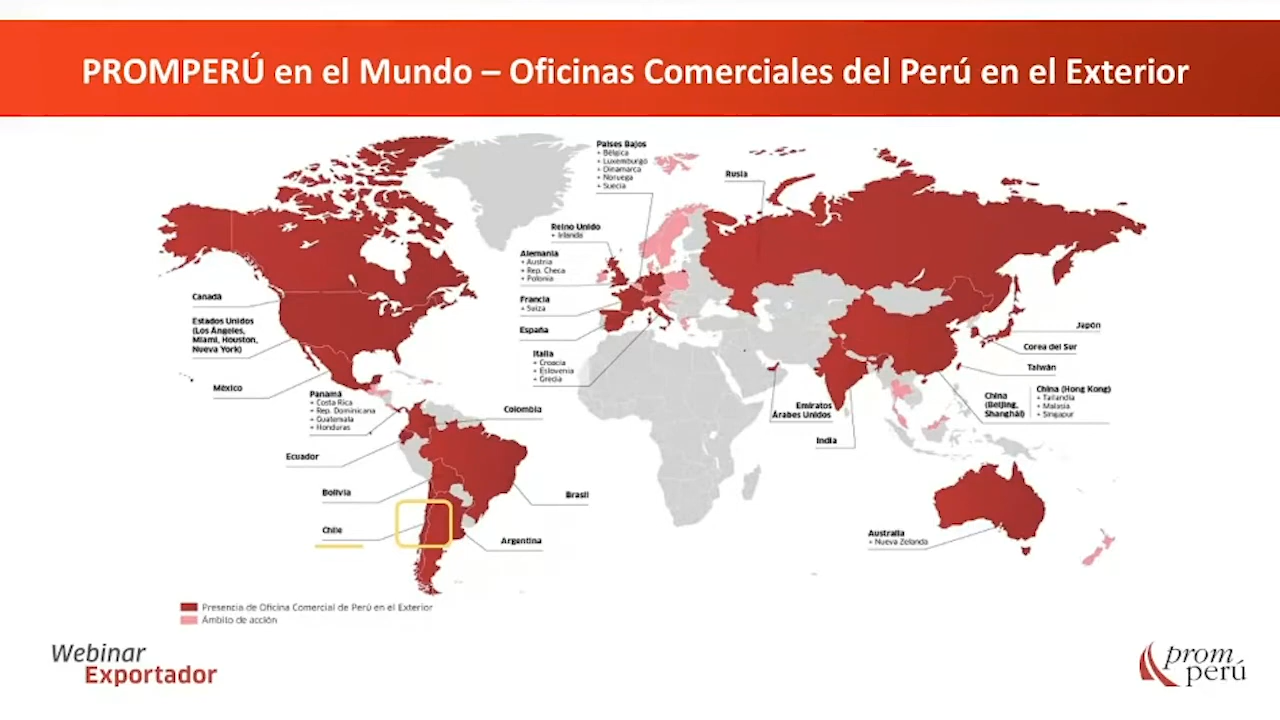 PROMPERÚ en el Mundo – Oficinas Comerciales del Perú en el Exterior
Países Bajos
+ Bélgica
+ Luxemburgo
+ Dinamarca
+ Noruega
+ Suecia
Rusia
Reino Unido
+ Irlanda
Alemania
+ Austria
+ Rep. Checa
+ Polonia
Francia
+ Suiza
España
Italia
+ Croacia
+ Eslovenia
+ Grecia
Canadá
Estados Unidos
(Los Ángeles,
Miami, Houston,
Nueva York)
México
Panamá
+ Costa Rica
+ Rep. Dominicana
+ Guatemala
+ Honduras
Colombia
Ecuador
Bolivia
Chile
Brasil
Argentina
Emiratos
Árabes Unidos
India
Japón
Corea del Sur
Taiwán
China
(Beijing,
Shanghái)
China (Hong Kong)
+ Tailandia
+ Malasia
+ Singapur
Australia
+ Nueva Zelanda
Presencia de Oficina Comercial de Perú en el Exterior
Ámbito de acción
Webinar
Exportador
prom
perú